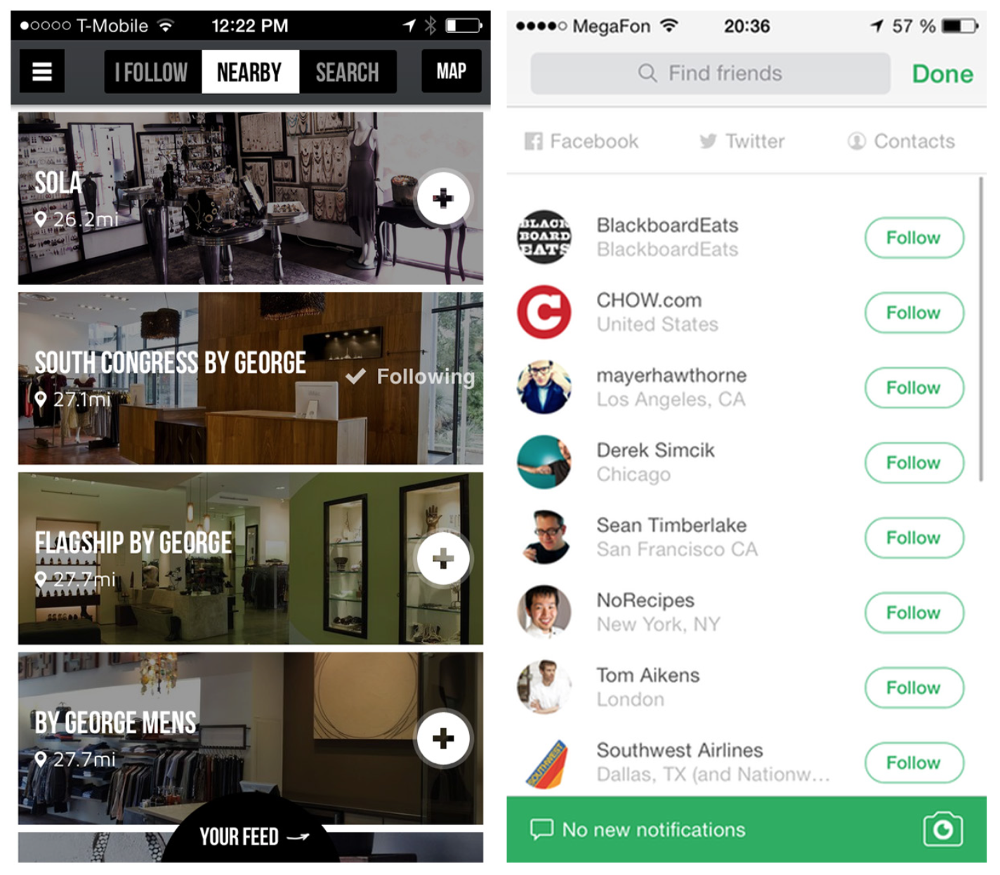 T-Mobile 12:22 PM
I FOLLOW NEARBY SEARCH MAP
SOLA
26.2mi
SOUTH CONGRESS BY GEORGE
Following
27.1mi
FLAGSHIP BY GEORGE
27.7mi
BY GEORGE MENS
27.7mi
YOUR FEED
MegaFon 20:36 57 %
Find friends Done
Facebook Twitter Contacts
BLACK
BOARD
EATS
BlackboardEats
BlackboardEats
Follow
C
CHOW.com
United States
Follow
mayerhawthorne
Los Angeles, CA
Follow
Derek Simcik
Chicago
Follow
Sean Timberlake
San Francisco CA
Follow
NoRecipes
New York, NY
Follow
Tom Aikens
London
Follow
SOUTHWEST
Southwest Airlines
Dallas, TX (and Nationw...
Follow
No new notifications